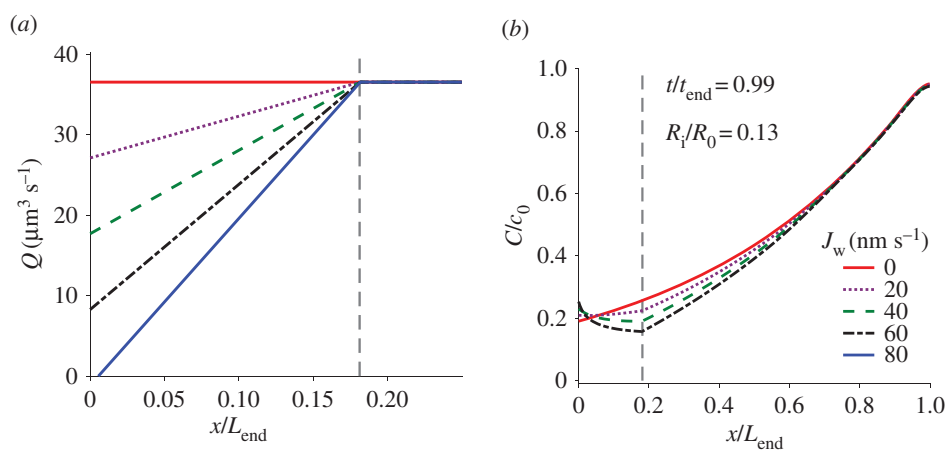 (a)
40
30
20
10
0
Q (μm³ s⁻¹)
0 0.05 0.10 0.15 0.20
x/L_end
(b)
1.0
0.8
0.6
0.4
0.2
0
C/c₀
t/t_end = 0.99
R_i/R_0 = 0.13
J_w (nm s⁻¹)
0
20
40
60
80
0 0.2 0.4 0.6 0.8 1.0
x/L_end